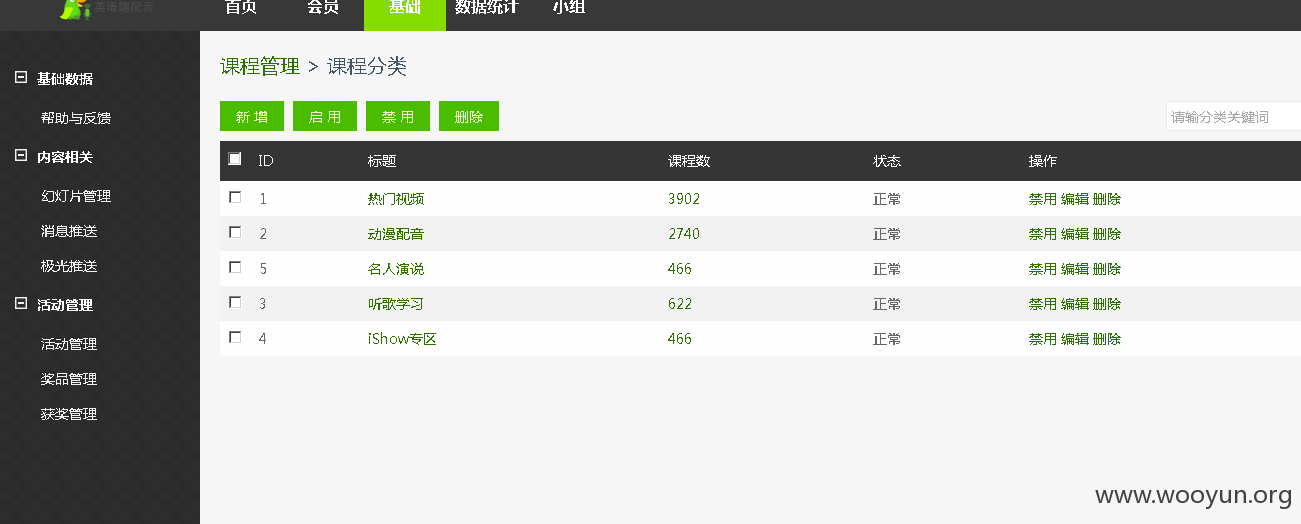 英语趣配音
首页 会员 基础 数据统计 小组
基础数据
帮助与反馈
内容相关
幻灯片管理
消息推送
极光推送
活动管理
活动管理
奖品管理
获奖管理
课程管理 > 课程分类
新 增 启 用 禁 用 删除 请输分类关键词
ID 标题 课程数 状态 操作
1 热门视频 3902 正常 禁用 编辑 删除
2 动漫配音 2740 正常 禁用 编辑 删除
5 名人演说 466 正常 禁用 编辑 删除
3 听歌学习 622 正常 禁用 编辑 删除
4 iShow专区 466 正常 禁用 编辑 删除
www.wooyun.org